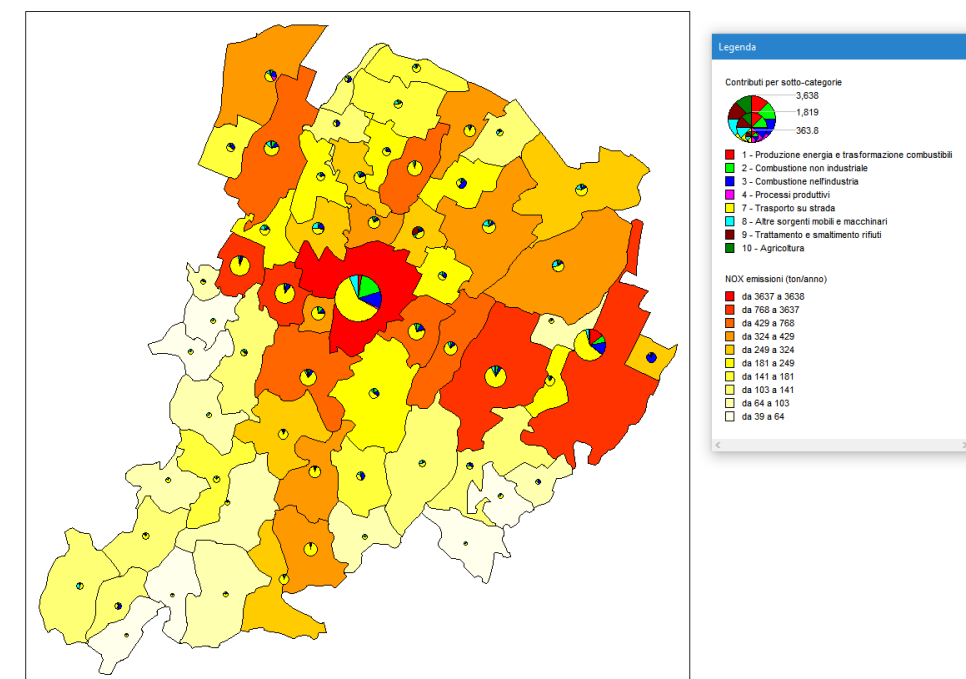 Legenda
Contributi per sotto-categorie
3,638
1,819
363.8
1 - Produzione energia e trasformazione combustibili
2 - Combustione non industriale
3 - Combustione nell'industria
4 - Processi produttivi
7 - Trasporto su strada
8 - Altre sorgenti mobili e macchinari
9 - Trattamento e smaltimento rifiuti
10 - Agricoltura
NOX emissioni (ton/anno)
da 3637 a 3638
da 768 a 3637
da 429 a 768
da 324 a 429
da 249 a 324
da 181 a 249
da 141 a 181
da 103 a 141
da 64 a 103
da 39 a 64